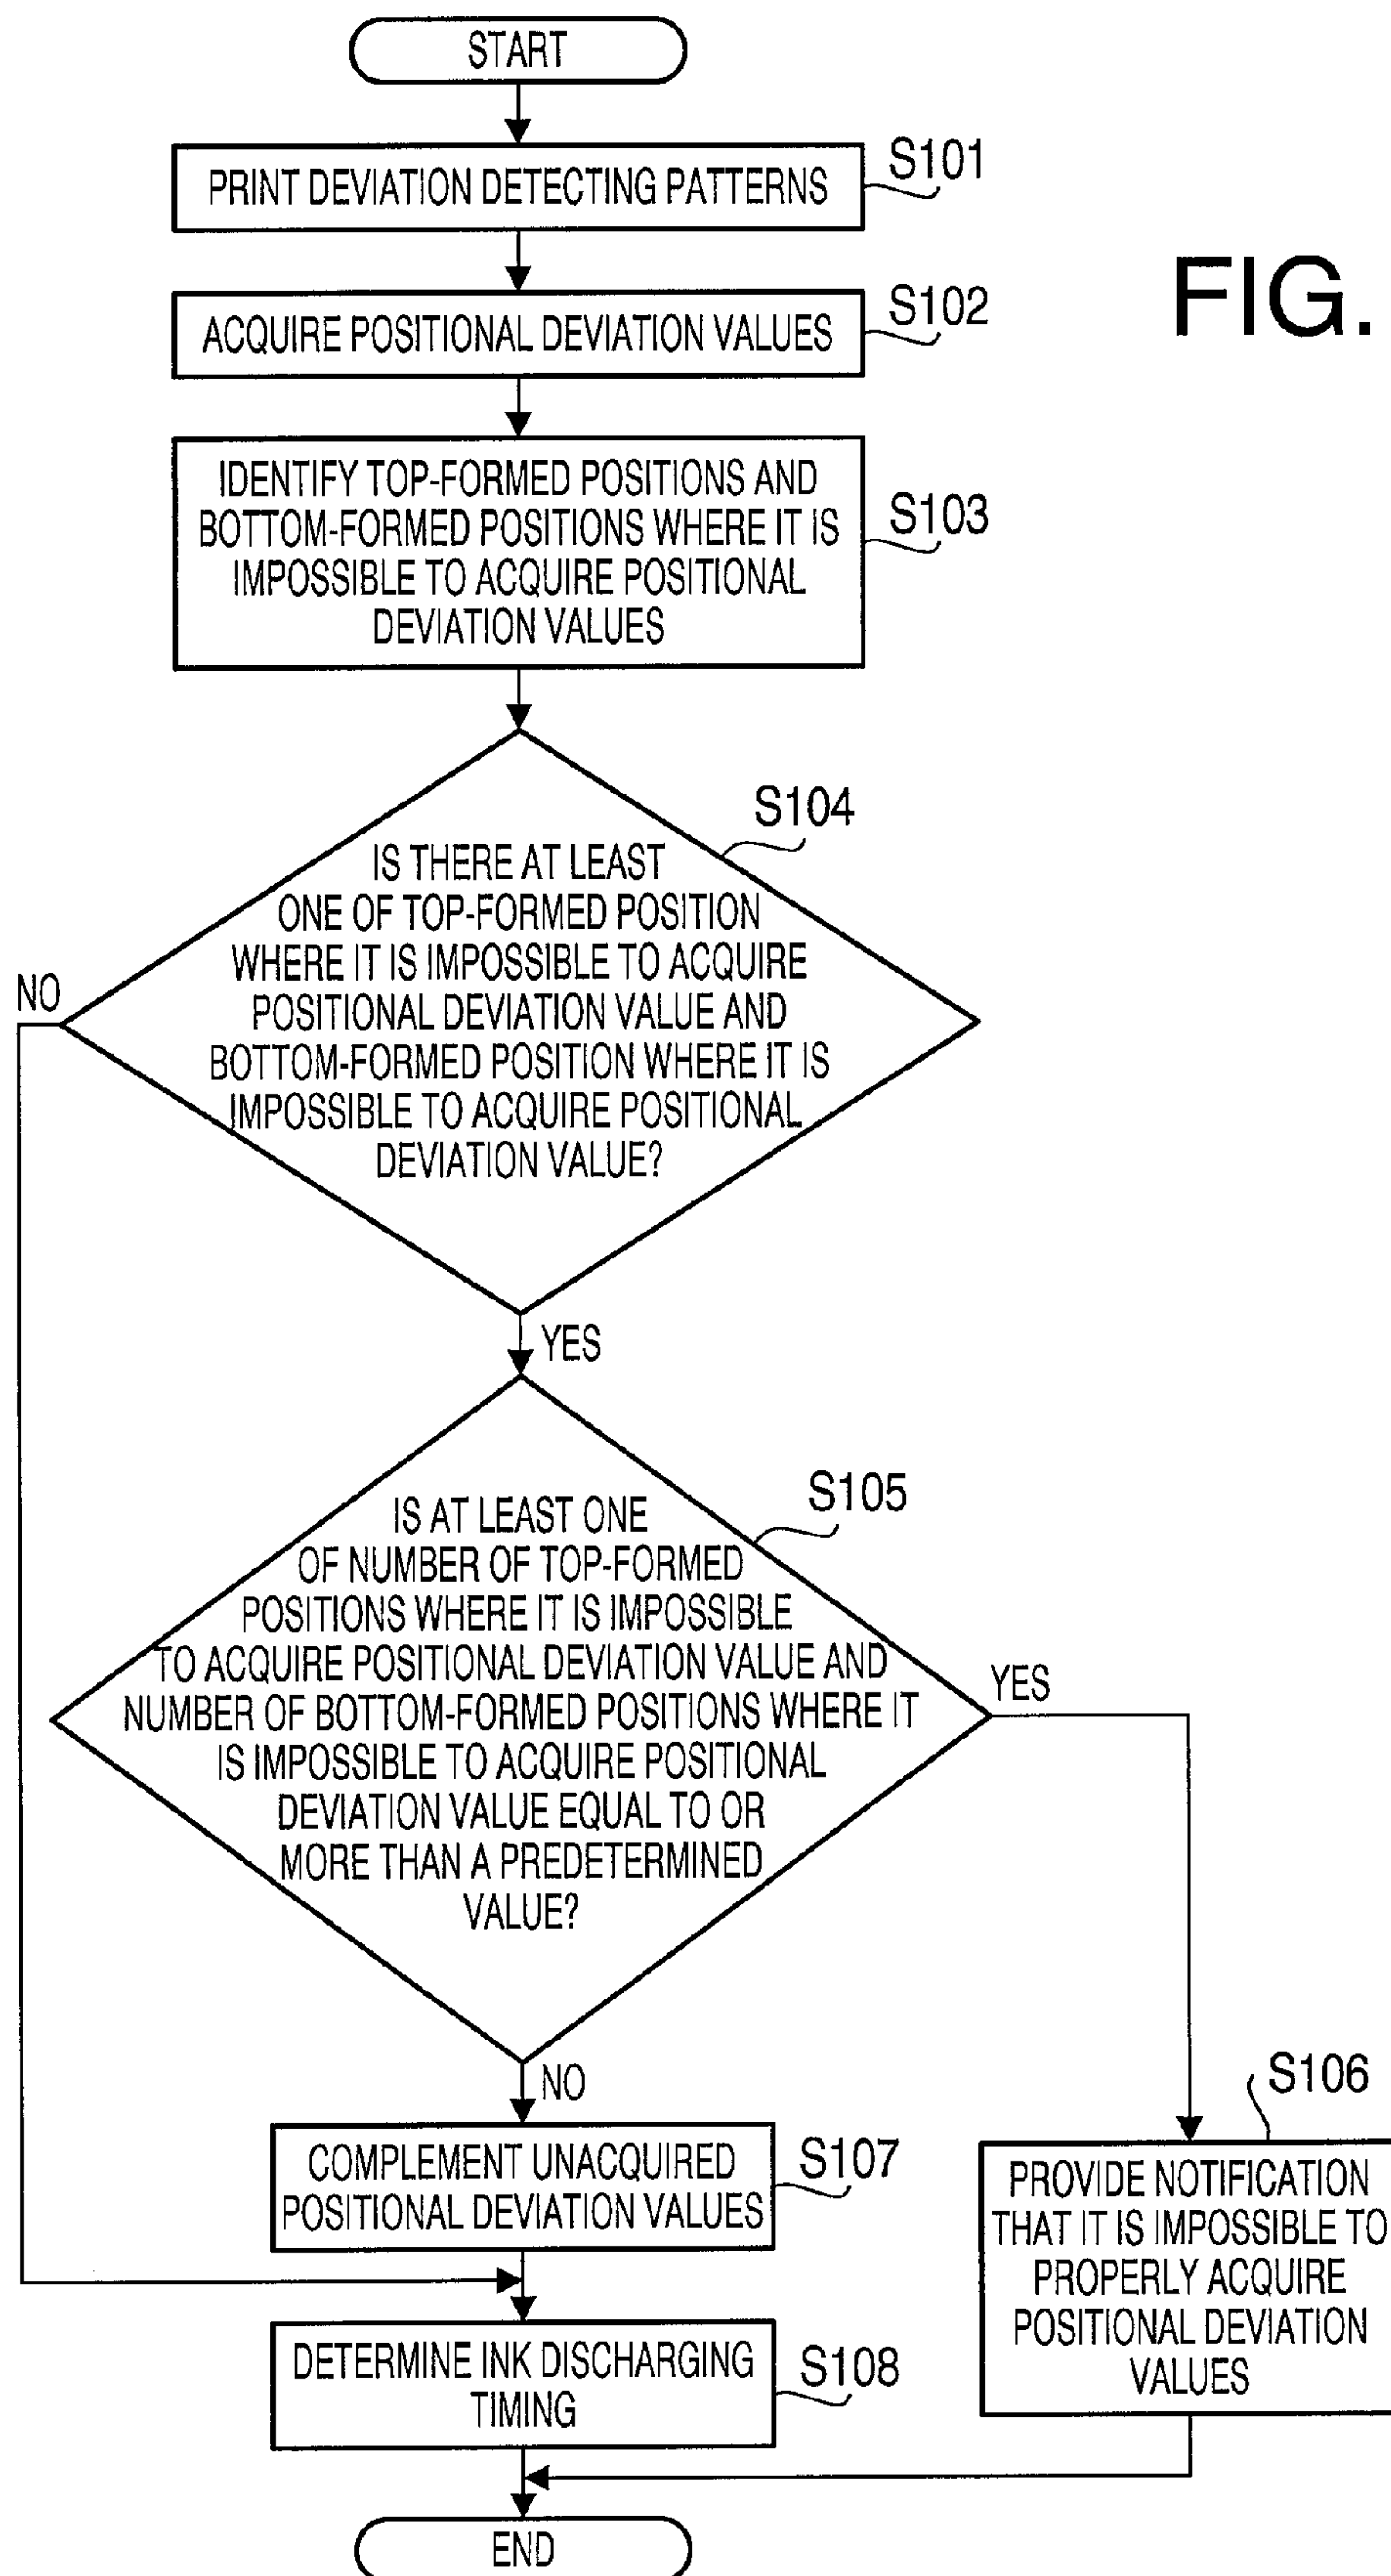 START
PRINT DEVIATION DETECTING PATTERNS
S101
FIG.
ACQUIRE POSITIONAL DEVIATION VALUES
S102
IDENTIFY TOP-FORMED POSITIONS AND
BOTTOM-FORMED POSITIONS WHERE IT IS
IMPOSSIBLE TO ACQUIRE POSITIONAL
DEVIATION VALUES
S103
S104
IS THERE AT LEAST
ONE OF TOP-FORMED POSITION
WHERE IT IS IMPOSSIBLE TO ACQUIRE
POSITIONAL DEVIATION VALUE AND
BOTTOM-FORMED POSITION WHERE IT IS
IMPOSSIBLE TO ACQUIRE POSITIONAL
DEVIATION VALUE?
NO
YES
S105
IS AT LEAST ONE
OF NUMBER OF TOP-FORMED
POSITIONS WHERE IT IS IMPOSSIBLE
TO ACQUIRE POSITIONAL DEVIATION VALUE AND
NUMBER OF BOTTOM-FORMED POSITIONS WHERE IT
IS IMPOSSIBLE TO ACQUIRE POSITIONAL
DEVIATION VALUE EQUAL TO OR
MORE THAN A PREDETERMINED
VALUE?
YES
NO
S106
PROVIDE NOTIFICATION
THAT IT IS IMPOSSIBLE TO
PROPERLY ACQUIRE
POSITIONAL DEVIATION
VALUES
COMPLEMENT UNACQUIRED
POSITIONAL DEVIATION VALUES
S107
DETERMINE INK DISCHARGING
TIMING
S108
END